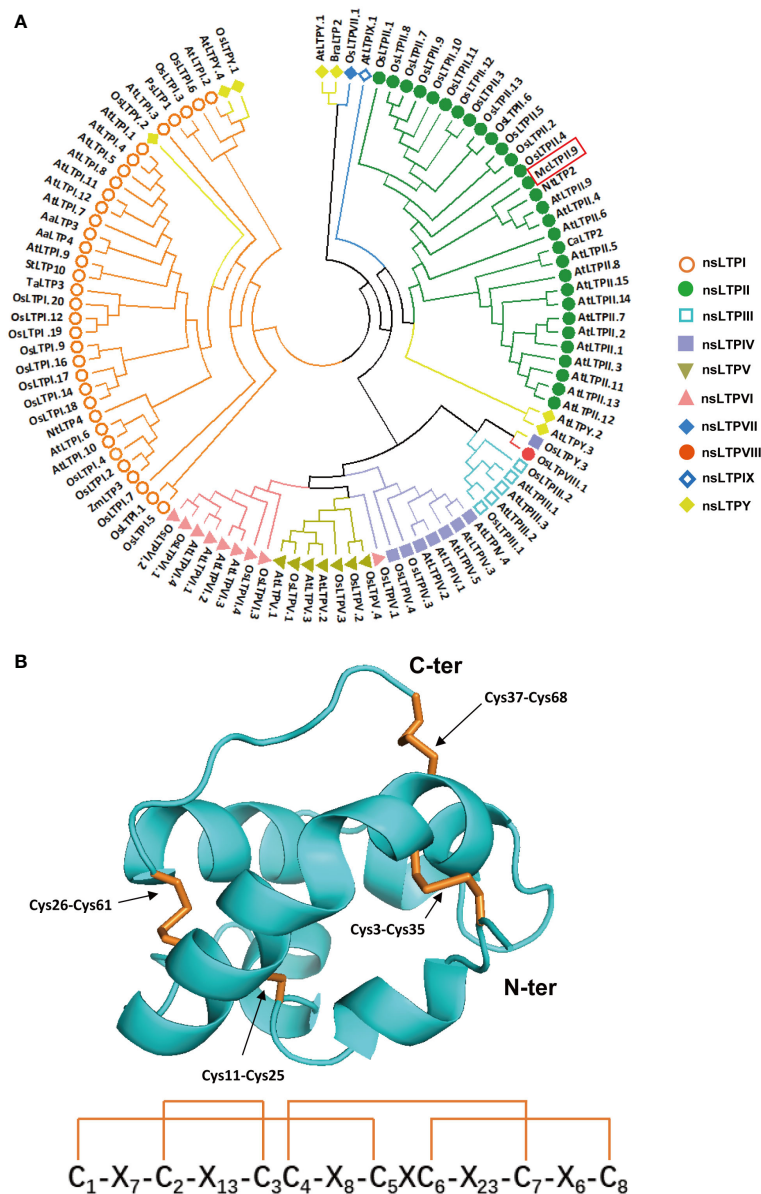 A
AtLTPY.1
BraLTP2
OsLTPVII.1
AtLTPIX.1
OsLTPII.1
OsLTPII.8
OsLTPII.7
OsLTPII.9
OsLTPII.10
OsLTPII.11
OsLTPII.12
OsLTPII.3
OsLTPII.13
OsLTPII.6
OsLTPII.5
OsLTPII.2
OsLTPII.4
McLTPII.9
NtLTP2
AtLTPII.9
AtLTPII.4
AtLTPII.6
CaLTP2
AtLTPII.5
AtLTPII.8
AtLTPII.15
AtLTPII.14
AtLTPII.7
AtLTPII.2
AtLTPII.1
AtLTPII.3
AtLTPII.11
AtLTPII.13
AtLTPII.12
AtLTPY.2
AtLTPY.3
OsLTPY.3
OsLTPVIII.1
OsLTPIII.2
AtLTPIII.1
AtLTPIII.3
AtLTPIII.2
OsLTPIII.1
AtLTPIV.4
AtLTPIV.3
AtLTPIV.5
AtLTPIV.1
AtLTPIV.2
OsLTPIV.3
OsLTPIV.4
OsLTPIV.1
OsLTPV.4
OsLTPV.2
OsLTPV.3
AtLTPV.2
AtLTPV.3
OsLTPV.1
AtLTPV.1
OsLTPVI.3
OsLTPVI.4
AtLTPVI.3
AtLTPVI.2
AtLTPVI.1
AtLTPVI.4
OsLTPVI.1
OsLTPVI.2
OsLTPI.5
OsLTPI.1
OsLTPI.7
ZmLTP3
OsLTPI.2
OsLTPI.4
AtLTPI.10
AtLTPI.6
NtLTP4
OsLTPI.18
OsLTPI.14
OsLTPI.17
OsLTPI.16
OsLTPI.9
OsLTPI .19
OsLTPI.12
OsLTPI.20
TaLTP3
StLTP10
AtLTPI.9
AaLTP4
AaLTP3
AtLTPI.7
AtLTPI.12
AtLTPI.11
AtLTPI.8
AtLTPI.5
AtLTPI.4
AtLTPI.1
OsLTPY.2
AtLTPI.3
OsLTPI.3
PsLTP1
OsLTPI.6
AtLTPI.2
AtLTPY.4
OsLTPY.1
nsLTPI
nsLTPII
nsLTPIII
nsLTPIV
nsLTPV
nsLTPVI
nsLTPVII
nsLTPVIII
nsLTPIX
nsLTPY
B
C-ter
Cys37-Cys68
Cys26-Cys61
Cys3-Cys35
N-ter
Cys11-Cys25
C1-X7-C2-X13-C3C4-X8-C5XC6-X23-C7-X6-C8